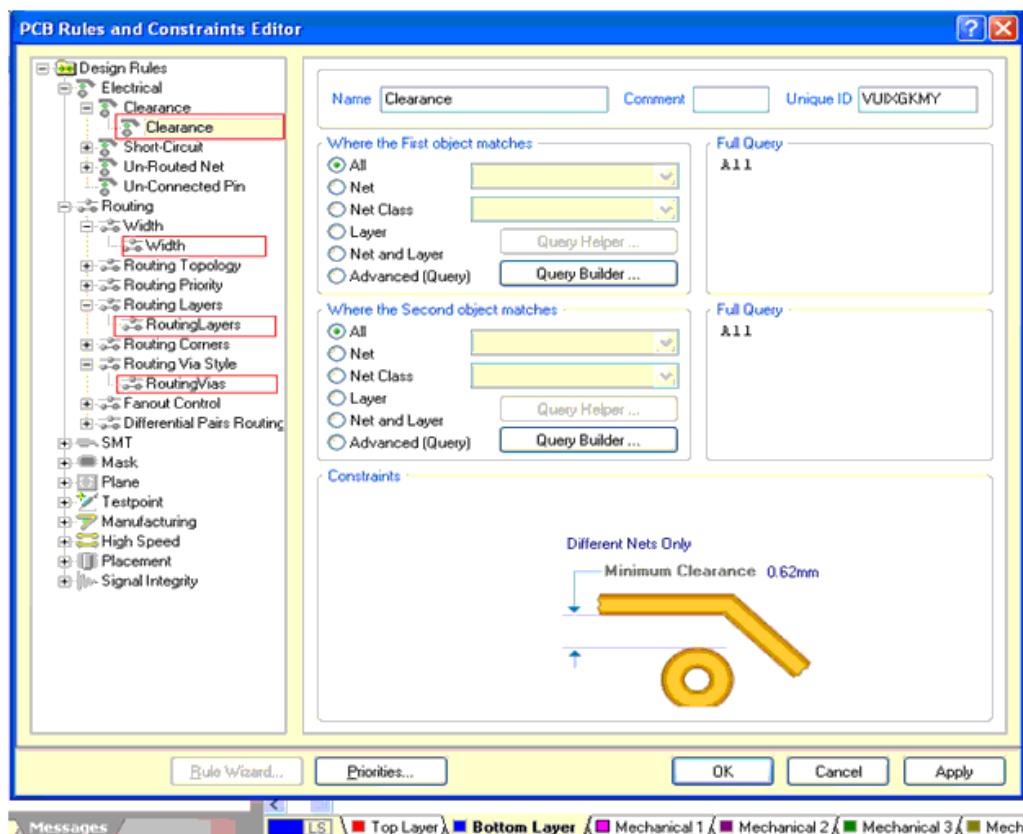 PCB Rules and Constraints Editor
Design Rules
Electrical
Clearance
Clearance
Short-Circuit
Un-Routed Net
Un-Connected Pin
Routing
Width
Width
Routing Topology
Routing Priority
Routing Layers
RoutingLayers
Routing Corners
Routing Via Style
RoutingVias
Fanout Control
Differential Pairs Routing
SMT
Mask
Plane
Testpoint
Manufacturing
High Speed
Placement
Signal Integrity
Name Clearance Comment Unique ID VUIXGKMY
Where the First object matches
All
Net
Net Class
Layer
Net and Layer
Advanced (Query)
Query Helper ...
Query Builder ...
Full Query
All
Where the Second object matches
All
Net
Net Class
Layer
Net and Layer
Advanced (Query)
Query Helper ...
Query Builder ...
Full Query
All
Constraints
Different Nets Only
Minimum Clearance 0.62mm
Rule Wizard... Priorities... OK Cancel Apply
Messages LS Top Layer Bottom Layer Mechanical 1 Mechanical 2 Mechanical 3 Mech